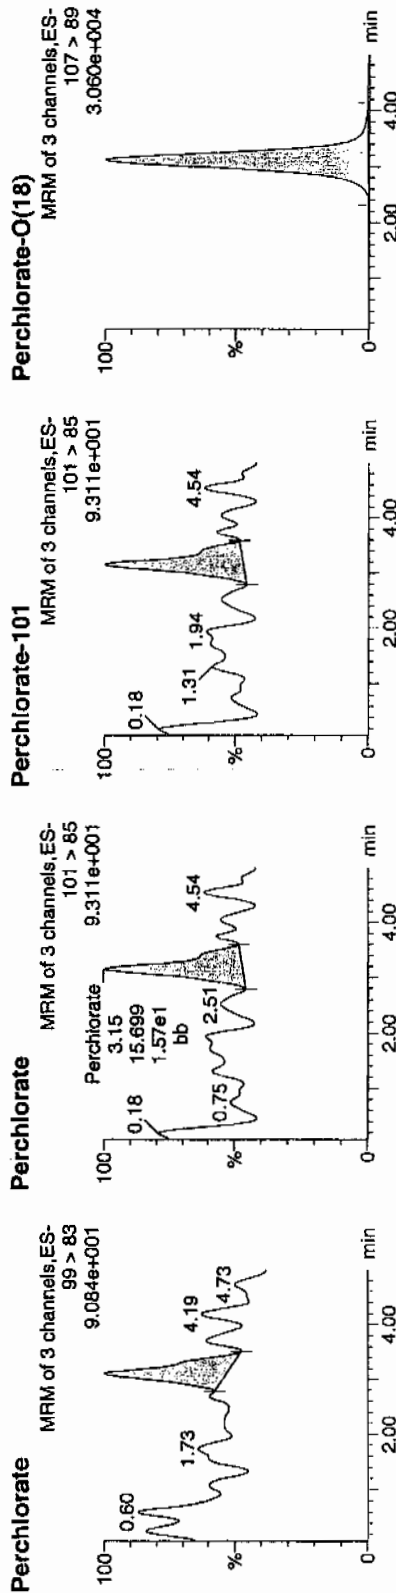 Perchlorate
MRM of 3 channels,ES-
99 > 83
9.084e+001
100
%
0
0.60
1.73
4.19
4.73
2.00
4.00
min
Perchlorate
MRM of 3 channels,ES-
101 > 85
9.311e+001
100
%
0
0.18
0.75
Perchlorate
3.15
15.699
1.57e1
bb
2.51
4.54
2.00
4.00
min
Perchlorate-101
MRM of 3 channels,ES-
101 > 85
9.311e+001
100
%
0
0.18
1.31
1.94
4.54
2.00
4.00
min
Perchlorate-O(18)
MRM of 3 channels,ES-
107 > 89
3.060e+004
100
%
0
2.00
4.00
min